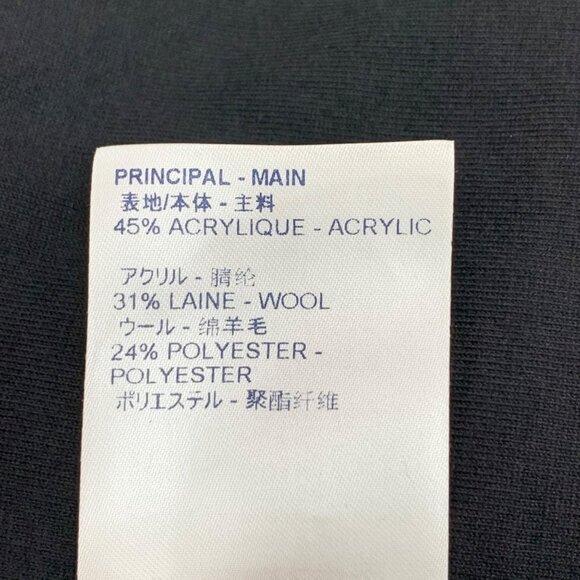 PRINCIPAL - MAIN
表地/本体 - 主料
45% ACRYLIQUE - ACRYLIC
アクリル - 腈纶
31% LAINE - WOOL
ウール - 绵羊毛
24% POLYESTER -
POLYESTER
ポリエステル - 聚酯纤维